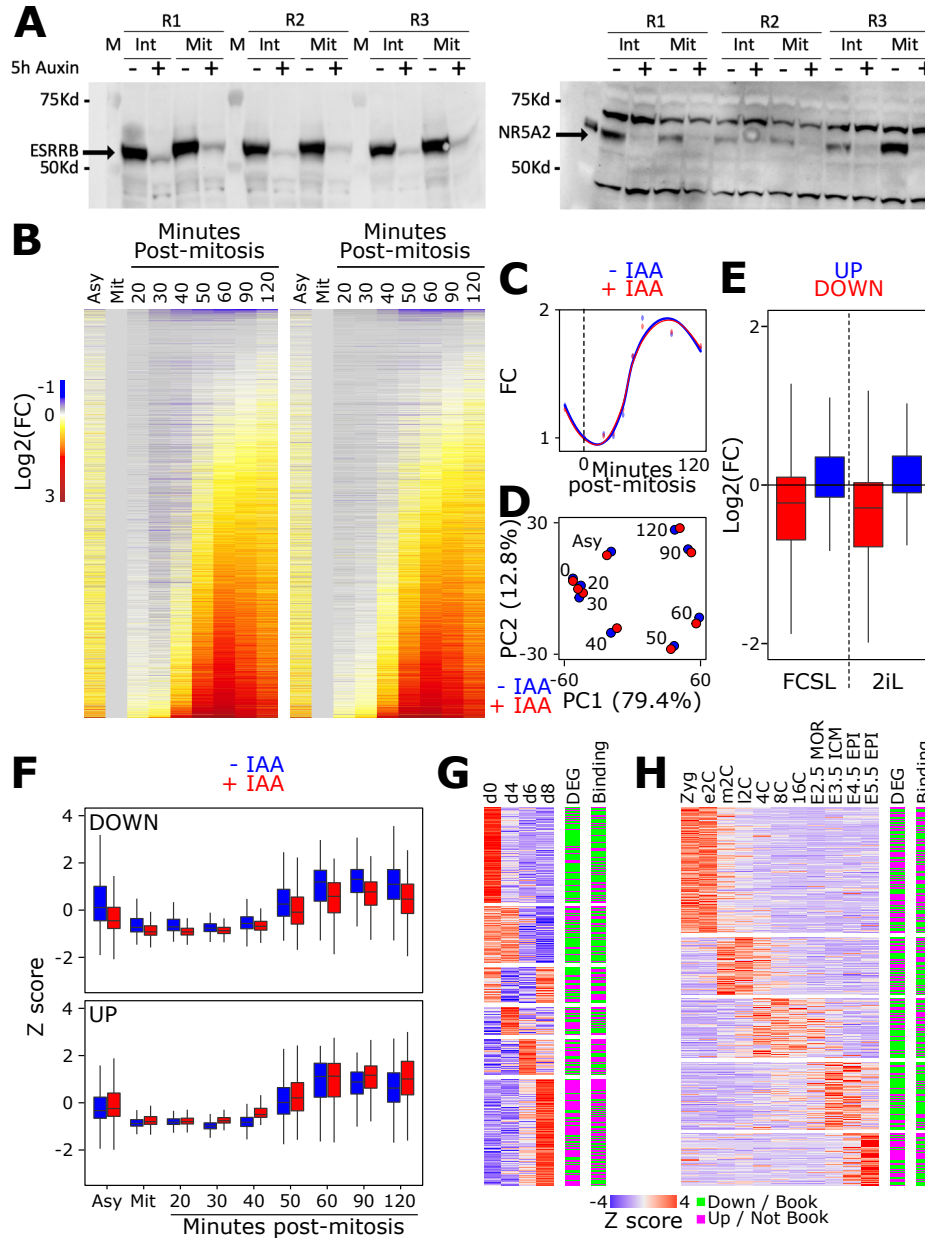 A
R1 R2 R3
M Int Mit M Int Mit M Int Mit
5h Auxin - + - + - + - + - + - +
75Kd -
ESRRB
50Kd -
R1 R2 R3
Int Mit Int Mit Int Mit
- + - + - + - + - + - +
75Kd -
NR5A2
50Kd -
B
Minutes
Post-mitosis
Minutes
Post-mitosis
Asy Mit 20 30 40 50 60 90 120
Asy Mit 20 30 40 50 60 90 120
-1
0
3
Log2(FC)
C
- IAA
+ IAA
2
FC
1
0 Minutes 120
post-mitosis
D
30
PC2 (12.8%)
-30
Asy
120
90
0
20
30
40
50
60
-60 60
PC1 (79.4%)
- IAA
+ IAA
E
UP
DOWN
2
Log2(FC)
0
-2
FCSL 2iL
F
- IAA
+ IAA
DOWN
4
2
0
-2
Z score
UP
4
2
0
-2
Asy Mit 20 30 40 50 60 90 120
Minutes post-mitosis
G
d0 d4 d6 d8 DEG Binding
H
Zyg e2C m2C l2C 4C 8C 16C E2.5 MOR E3.5 ICM E4.5 EPI E5.5 EPI DEG Binding
-4 4
Z score
Down / Book
Up / Not Book